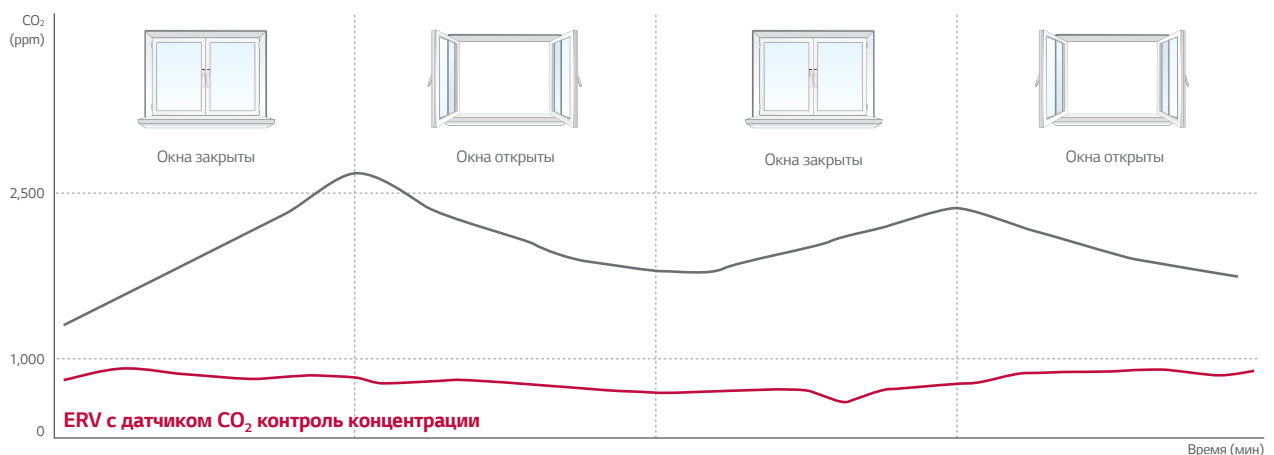 CO₂
(ppm)
Окна закрыты
Окна открыты
Окна закрыты
Окна открыты
2,500
1,000
ERV с датчиком CO₂ контроль концентрации
0
Время (мин)